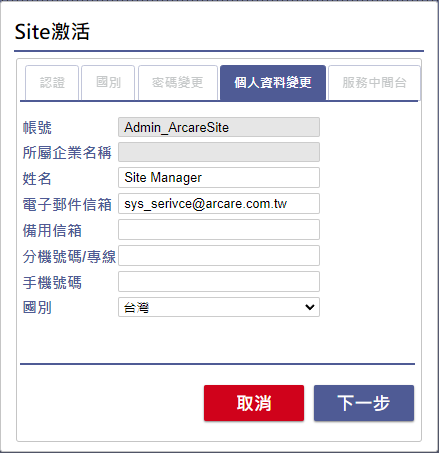 Site激活
認證 國別 密碼變更 個人資料變更 服務中間台
帳號 Admin_ArcareSite
所屬企業名稱
姓名 Site Manager
電子郵件信箱 sys_serivce@arcare.com.tw
備用信箱
分機號碼/專線
手機號碼
國別 台灣
取消 下一步